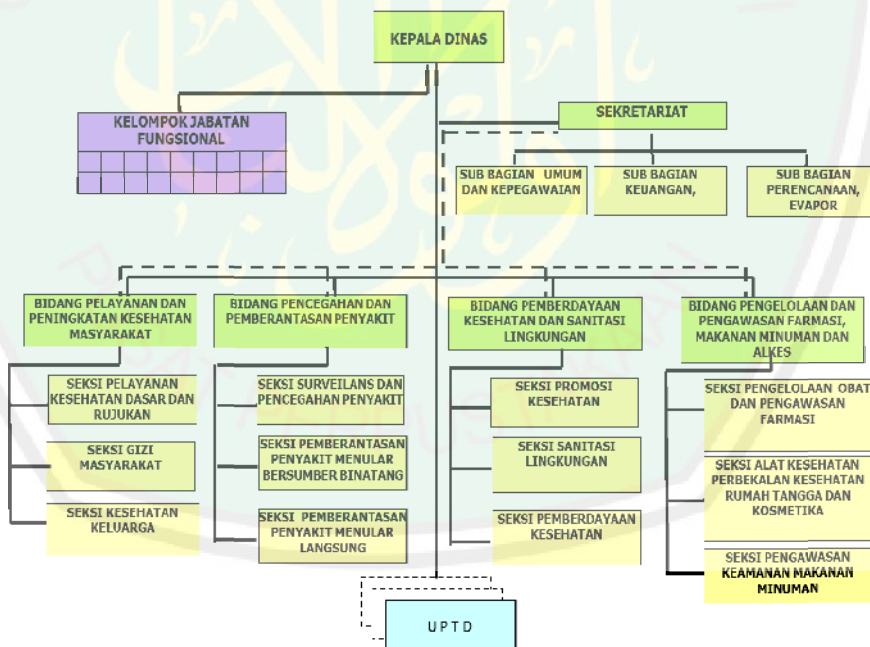 KEPALA DINAS
KELOMPOK JABATAN
FUNGSIONAL
SEKRETARIAT
SUB BAGIAN UMUM
DAN KEPEGAWAIAN
SUB BAGIAN
KEUANGAN,
SUB BAGIAN
PERENCANAAN,
EVAPOR
BIDANG PELAYANAN DAN
PENINGKATAN KESEHATAN
MASYARAKAT
BIDANG PENCEGAHAN DAN
PEMBERANTASAN PENYAKIT
BIDANG PEMBERDAYAAN
KESEHATAN DAN SANITASI
LINGKUNGAN
BIDANG PENGELOLAAN DAN
PENGAWASAN FARMASI,
MAKANAN MINUMAN DAN
ALKES
SEKSI PELAYANAN
KESEHATAN DASAR DAN
RUJUKAN
SEKSI GIZI
MASYARAKAT
SEKSI KESEHATAN
KELUARGA
SEKSI SURVEILANS DAN
PENCEGAHAN PENYAKIT
SEKSI PEMBERANTASAN
PENYAKIT MENULAR
BERSUMBER BINATANG
SEKSI PEMBERANTASAN
PENYAKIT MENULAR
LANGSUNG
SEKSI PROMOSI
KESEHATAN
SEKSI SANITASI
LINGKUNGAN
SEKSI PEMBERDAYAAN
KESEHATAN
SEKSI PENGELOLAAN OBAT
DAN PENGAWASAN
FARMASI
SEKSI ALAT KESEHATAN
PERBEKALAN KESEHATAN
RUMAH TANGGA DAN
KOSMETIKA
SEKSI PENGAWASAN
KEAMANAN MAKANAN
MINUMAN
UPTD